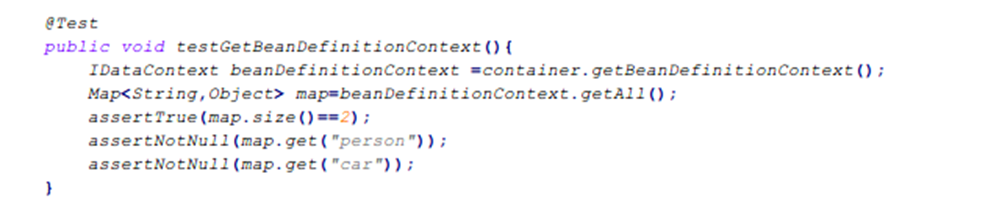 @Test
public void testGetBeanDefinitionContext(){
    IDataContext beanDefinitionContext =container.getBeanDefinitionContext();
    Map<String,Object> map=beanDefinitionContext.getAll();
    assertTrue(map.size()==2);
    assertNotNull(map.get("person"));
    assertNotNull(map.get("car"));
}